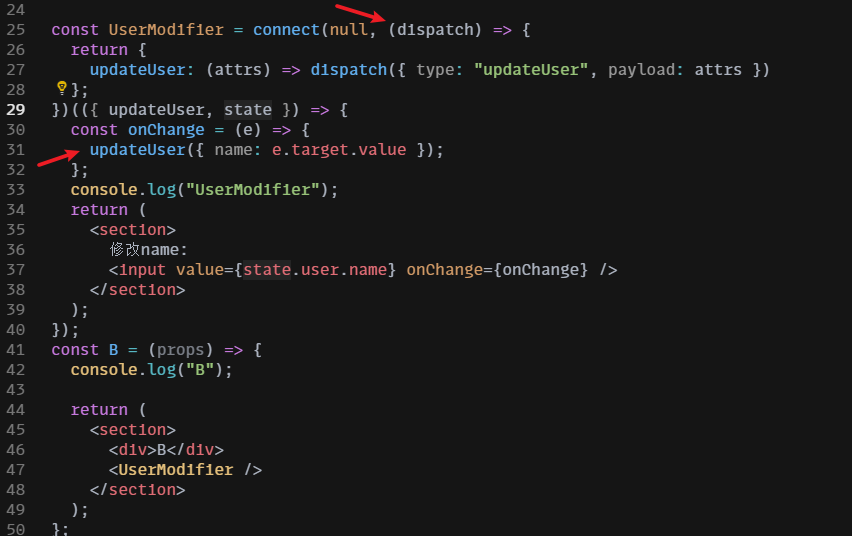 24
25 const UserModifier = connect(null, (dispatch) => {
26 return {
27 updateUser: (attrs) => dispatch({ type: "updateUser", payload: attrs })
28 };
29 })(({ updateUser, state }) => {
30 const onChange = (e) => {
31 updateUser({ name: e.target.value });
32 };
33 console.log("UserModifier");
34 return (
35 <section>
36 修改name:
37 <input value={state.user.name} onChange={onChange} />
38 </section>
39 );
40 });
41 const B = (props) => {
42 console.log("B");
43
44 return (
45 <section>
46 <div>B</div>
47 <UserModifier />
48 </section>
49 );
50 };